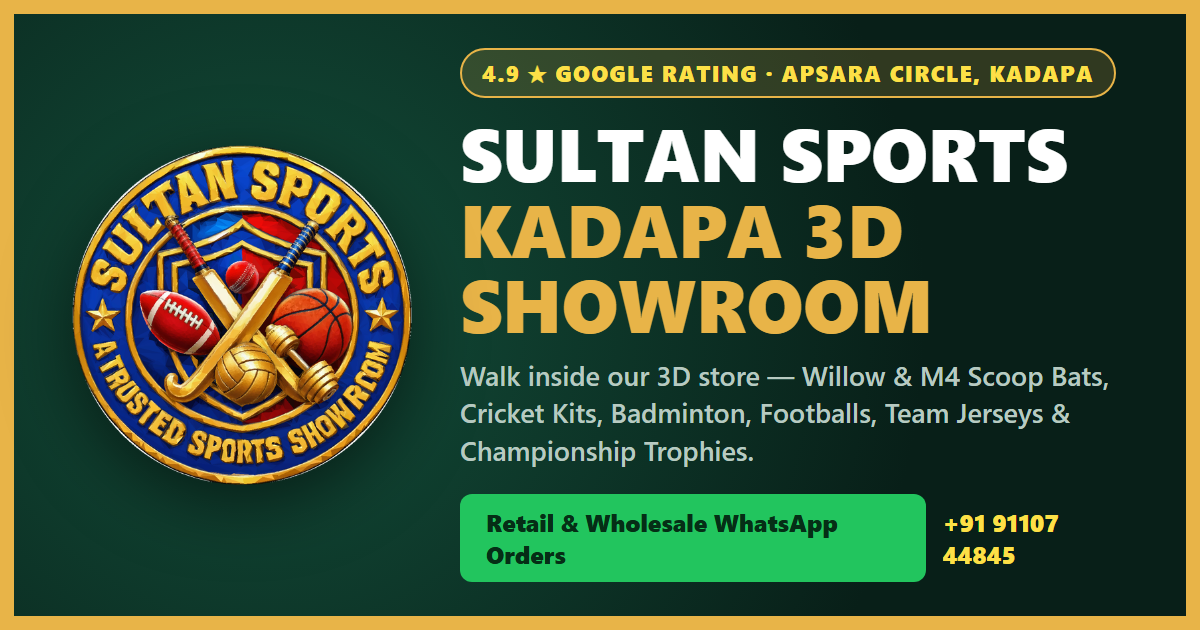 4.9 ★ GOOGLE RATING · APSARA CIRCLE, KADAPA
SULTAN SPORTS
KADAPA 3D
SHOWROOM
Walk inside our 3D store — Willow & M4 Scoop Bats,
Cricket Kits, Badminton, Footballs, Team Jerseys &
Championship Trophies.
Retail & Wholesale WhatsApp
Orders
+91 91107
44845
SULTAN SPORTS
A TRUSTED SPORTS SHOWROOM